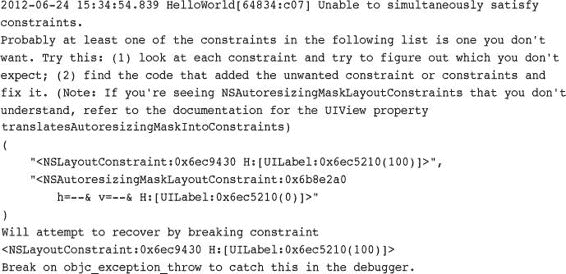 2012-06-24 15:34:54.839 HelloWorld[64834:c07] Unable to simultaneously satisfy
constraints.
Probably at least one of the constraints in the following list is one you don't
want. Try this: (1) look at each constraint and try to figure out which you don't
expect; (2) find the code that added the unwanted constraint or constraints and
fix it. (Note: If you're seeing NSAutoresizingMaskLayoutConstraints that you don't
understand, refer to the documentation for the UIView property
translatesAutoresizingMaskIntoConstraints)
(
"<NSLayoutConstraint:0x6ec9430 H:[UILabel:0x6ec5210(100)]>",
"<NSAutoresizingMaskLayoutConstraint:0x6b8e2a0
h=--& v=--& H:[UILabel:0x6ec5210(0)]>"
)
Will attempt to recover by breaking constraint
<NSLayoutConstraint:0x6ec9430 H:[UILabel:0x6ec5210(100)]>
Break on objc_exception_throw to catch this in the debugger.